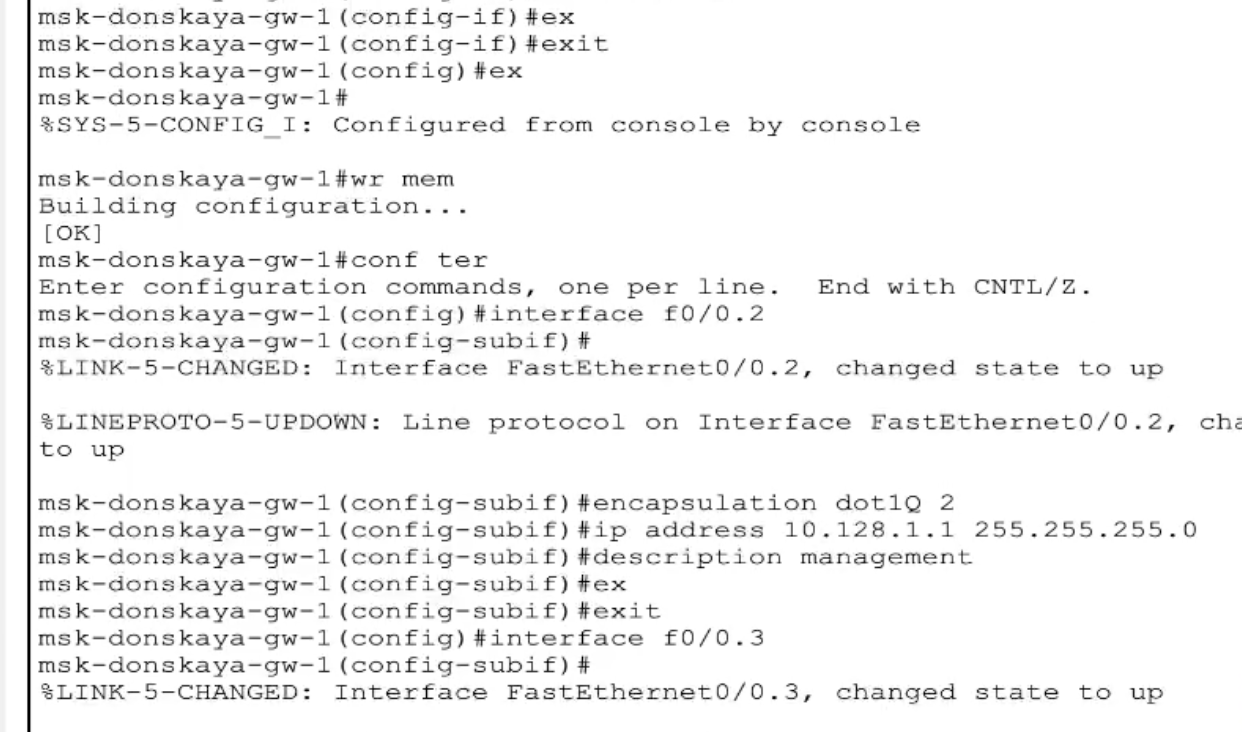 msk-donskaya-gw-1(config-if)#ex
msk-donskaya-gw-1(config-if)#exit
msk-donskaya-gw-1(config)#ex
msk-donskaya-gw-1#
%SYS-5-CONFIG_I: Configured from console by console
msk-donskaya-gw-1#wr mem
Building configuration...
[OK]
msk-donskaya-gw-1#conf ter
Enter configuration commands, one per line.  End with CNTL/Z.
msk-donskaya-gw-1(config)#interface f0/0.2
msk-donskaya-gw-1(config-subif)#
%LINK-5-CHANGED: Interface FastEthernet0/0.2, changed state to up
%LINEPROTO-5-UPDOWN: Line protocol on Interface FastEthernet0/0.2, cha
to up
msk-donskaya-gw-1(config-subif)#encapsulation dot1Q 2
msk-donskaya-gw-1(config-subif)#ip address 10.128.1.1 255.255.255.0
msk-donskaya-gw-1(config-subif)#description management
msk-donskaya-gw-1(config-subif)#ex
msk-donskaya-gw-1(config-subif)#exit
msk-donskaya-gw-1(config)#interface f0/0.3
msk-donskaya-gw-1(config-subif)#
%LINK-5-CHANGED: Interface FastEthernet0/0.3, changed state to up